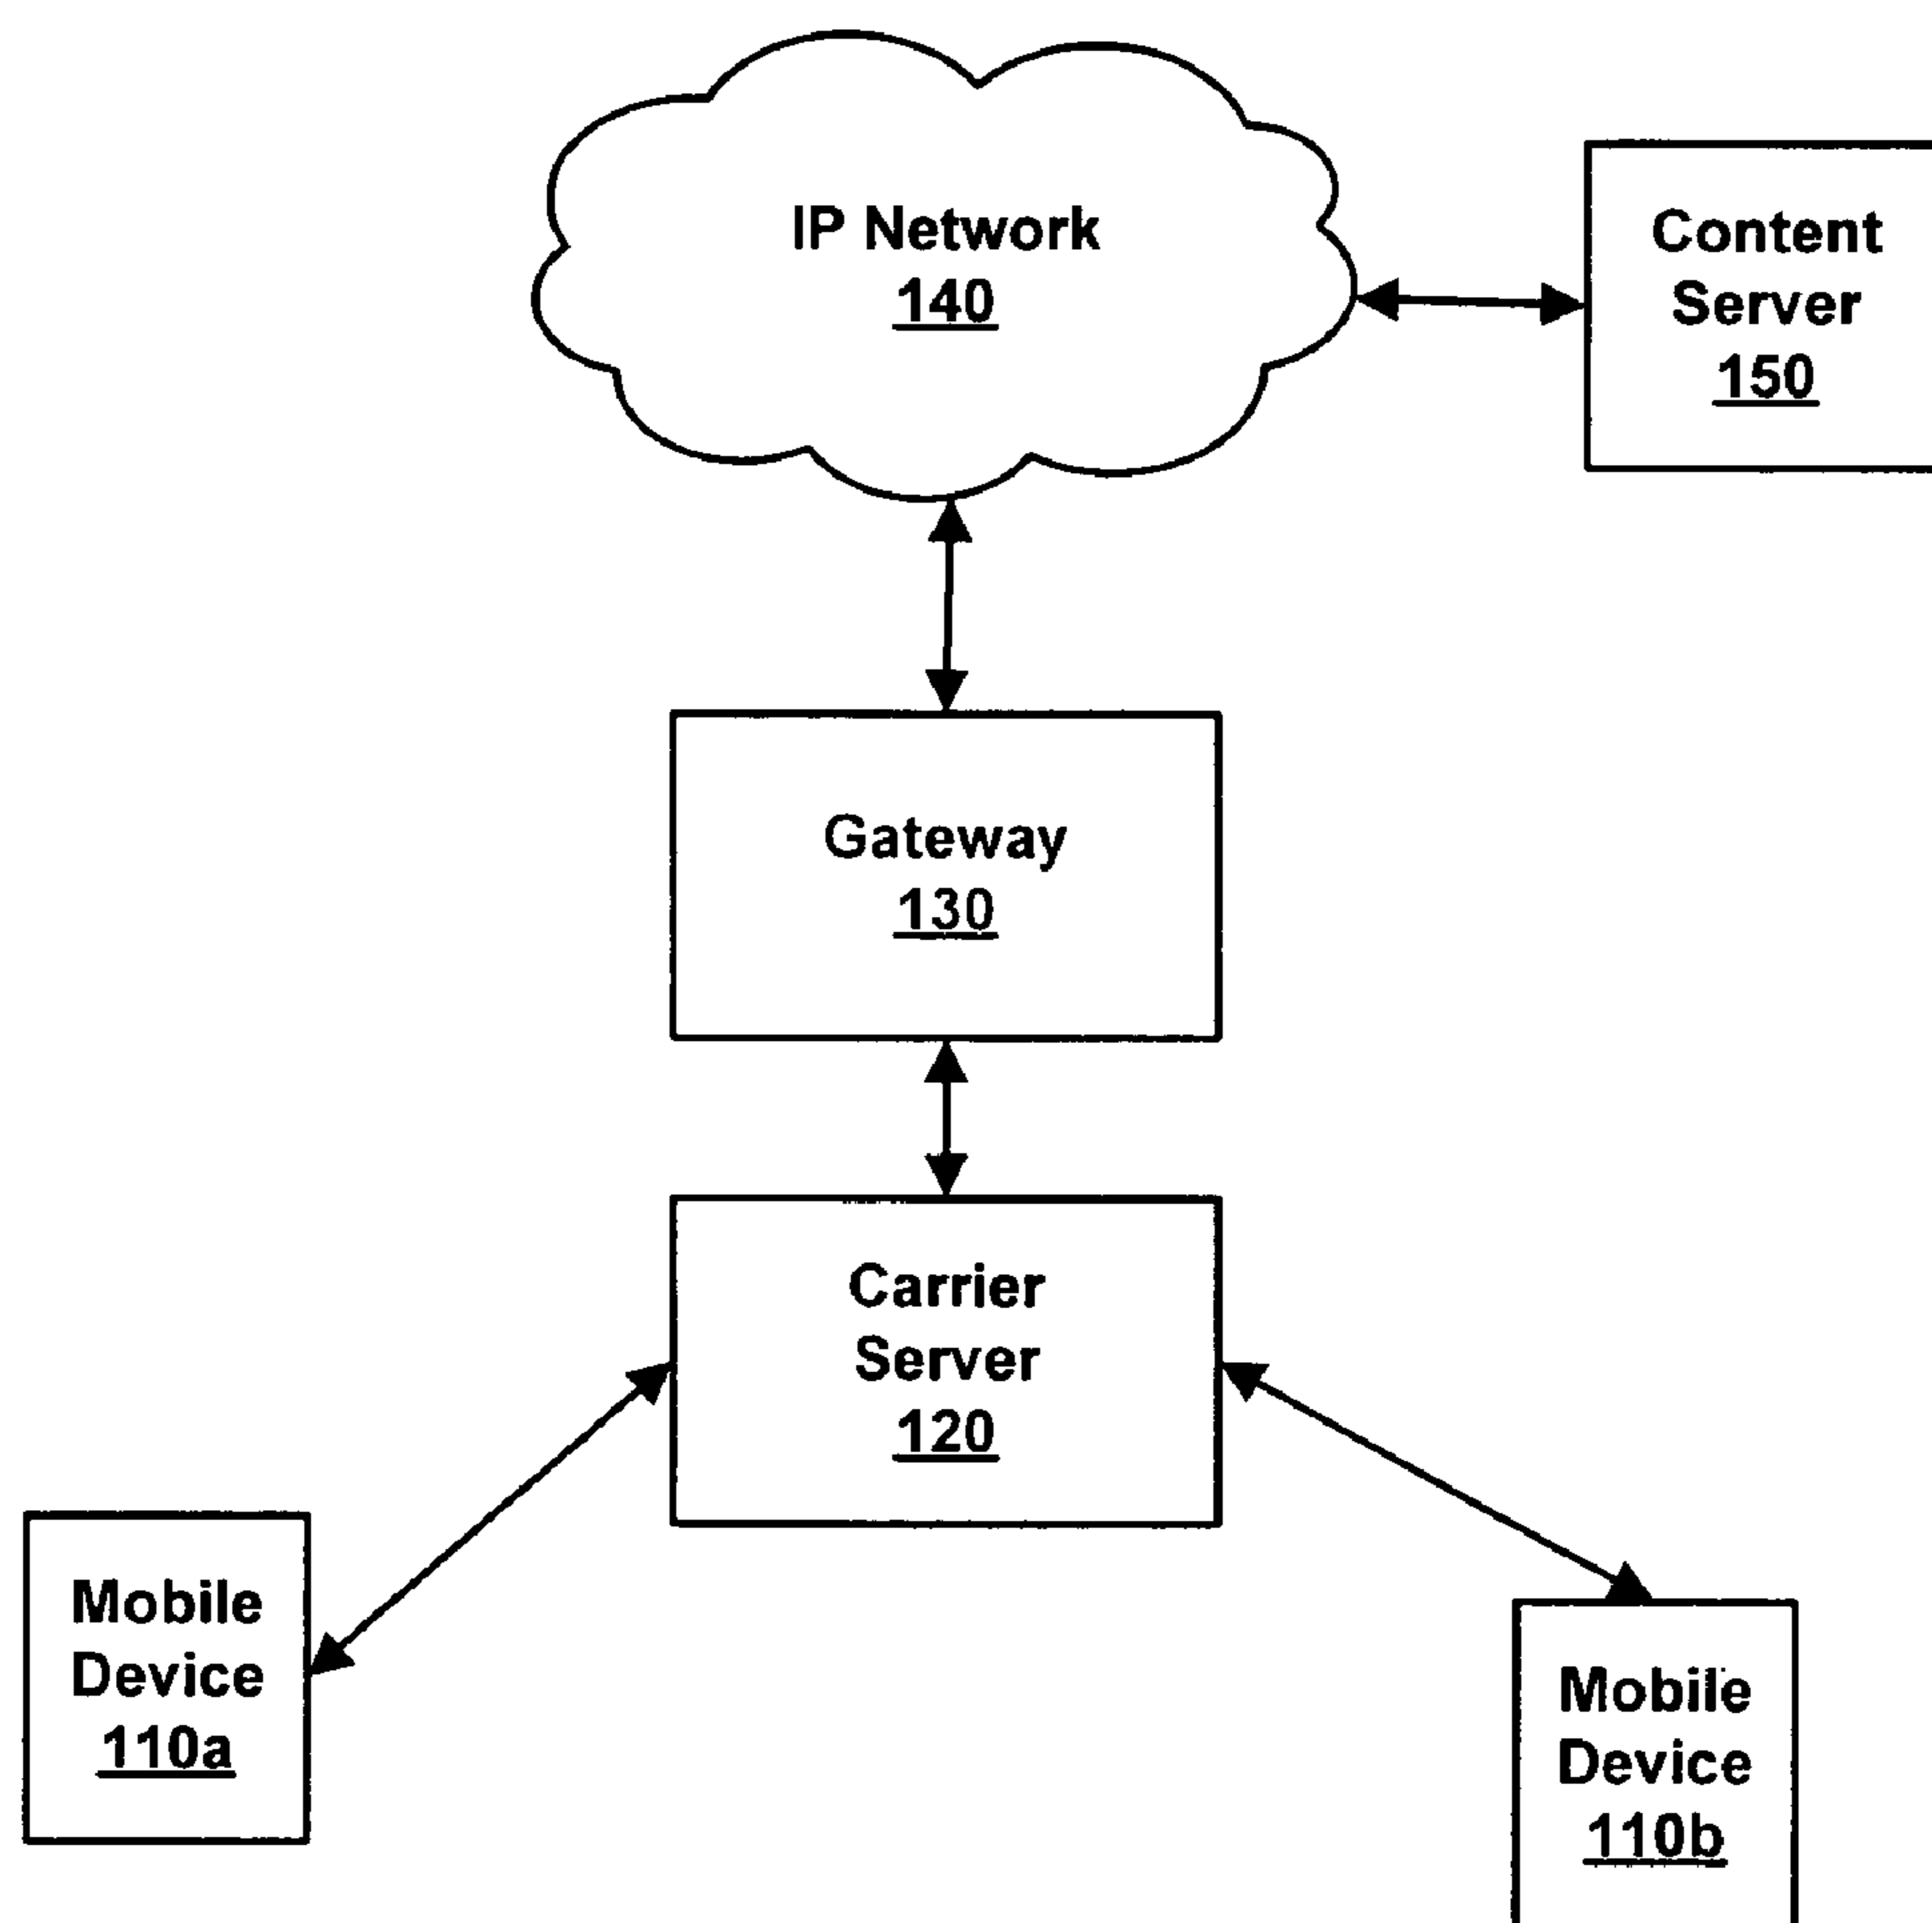 IP Network
140
Content
Server
150
Gateway
130
Carrier
Server
120
Mobile
Device
110a
Mobile
Device
110b